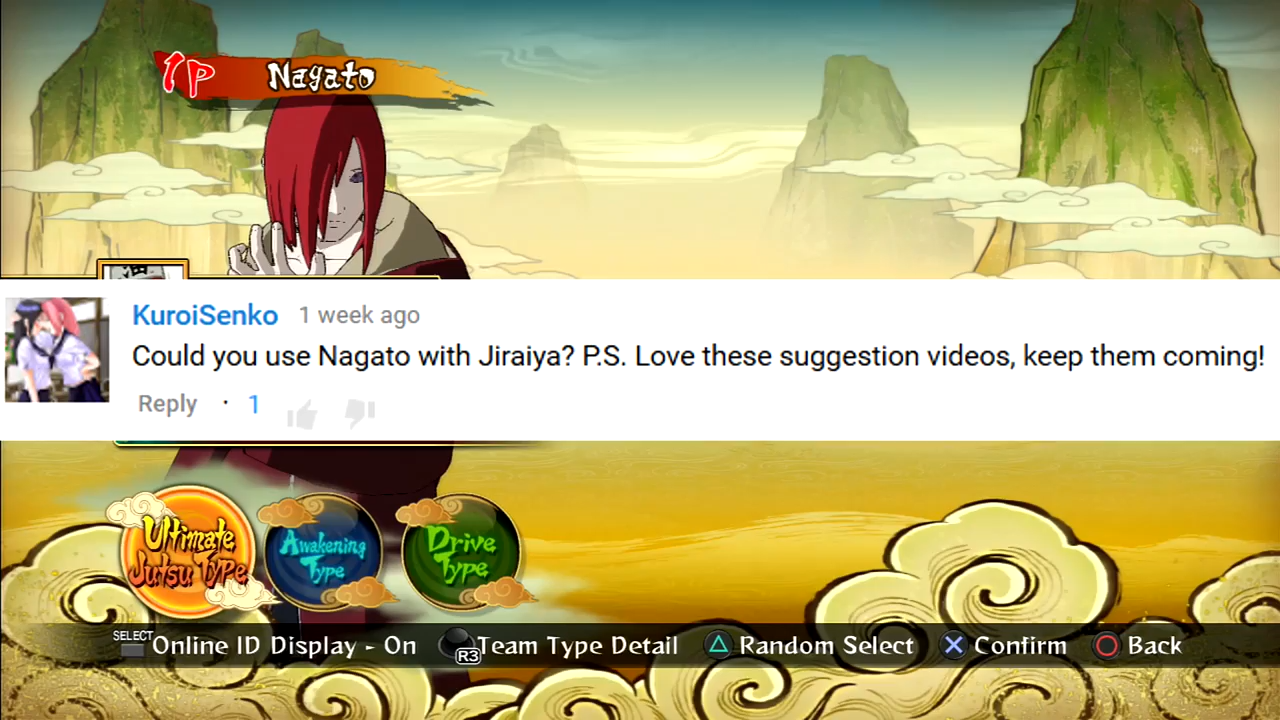 1P Nagato
KuroiSenko 1 week ago
Could you use Nagato with Jiraiya? P.S. Love these suggestion videos, keep them coming!
Reply · 1
Ultimate Jutsu Type
Awakening Type
Drive Type
SELECT Online ID Display - On R3 Team Type Detail Random Select Confirm Back